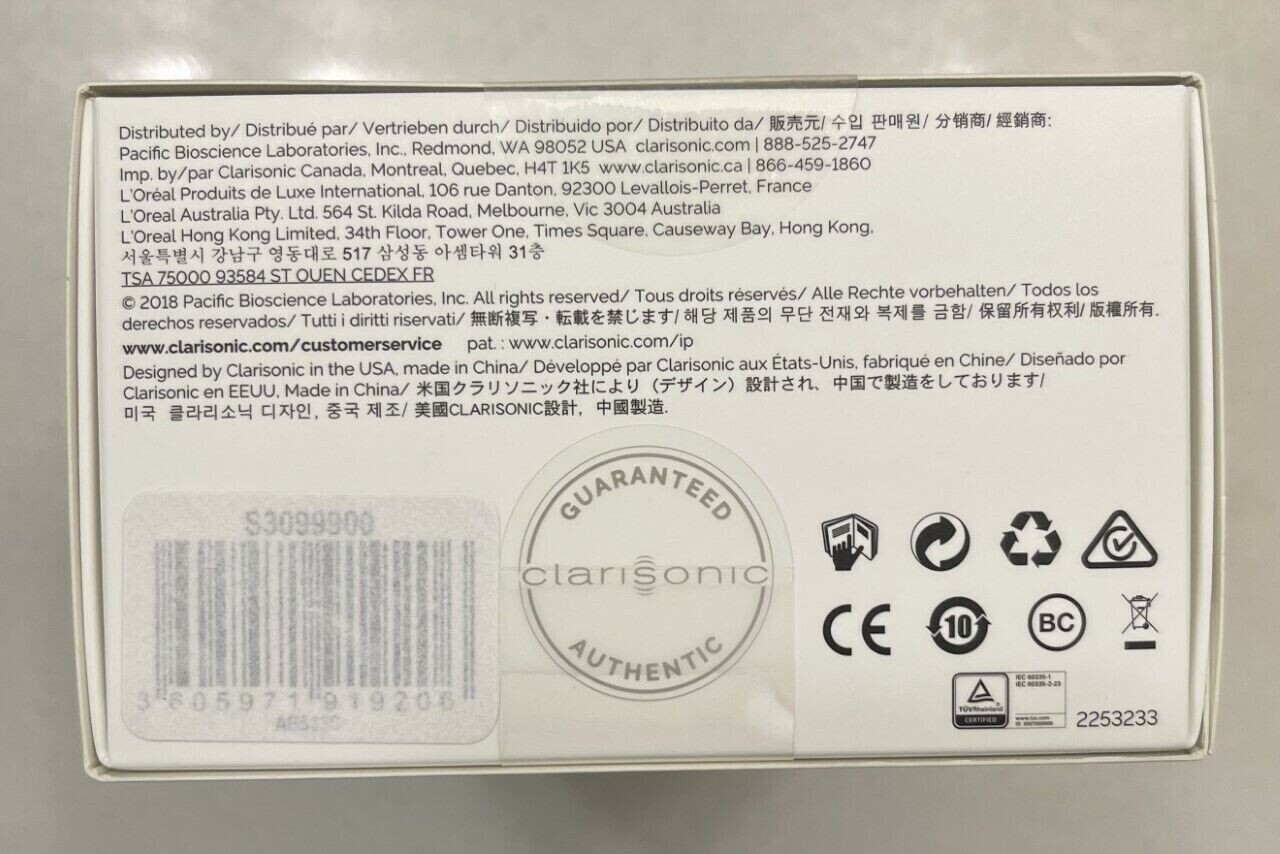 Distributed by/ Distribué par/ Vertrieben durch/ Distribuido por/ Distribuito da/ 販売元/ 수입 판매원/ 分销商/ 經銷商:
Pacific Bioscience Laboratories, Inc., Redmond, WA 98052 USA clarisonic.com | 888-525-2747
Imp. by/par Clarisonic Canada, Montreal, Quebec, H4T 1K5 www.clarisonic.ca | 866-459-1860
L'Oréal Produits de Luxe International, 106 rue Danton, 92300 Levallois-Perret, France
L'Oreal Australia Pty. Ltd. 564 St. Kilda Road, Melbourne, Vic 3004 Australia
L'Oreal Hong Kong Limited, 34th Floor, Tower One, Times Square, Causeway Bay, Hong Kong,
서울특별시 강남구 영동대로 517 삼성동 아셈타워 31층
TSA 75000 93584 ST OUEN CEDEX FR
© 2018 Pacific Bioscience Laboratories, Inc. All rights reserved/ Tous droits réservés/ Alle Rechte vorbehalten/ Todos los
derechos reservados/ Tutti i diritti riservati/ 無断複写・転載を禁じます/ 해당 제품의 무단 전재와 복제를 금함/ 保留所有权利/ 版權所有.
www.clarisonic.com/customerservice pat. : www.clarisonic.com/ip
Designed by Clarisonic in the USA, made in China/ Développé par Clarisonic aux États-Unis, fabriqué en Chine/ Diseñado por
Clarisonic en EEUU, Made in China/ 米国クラリソニック社により（デザイン）設計され、中国で製造をしております/
미국 클라리소닉 디자인, 중국 제조/ 美國CLARISONIC設計, 中國製造.
S3099900
3 605971 919206
GUARANTEED
clarisonic
AUTHENTIC
CE
10
BC
TÜVRheinland
CERTIFIED
IEC 60335-1
IEC 60335-2-23
www.tuv.com
2253233